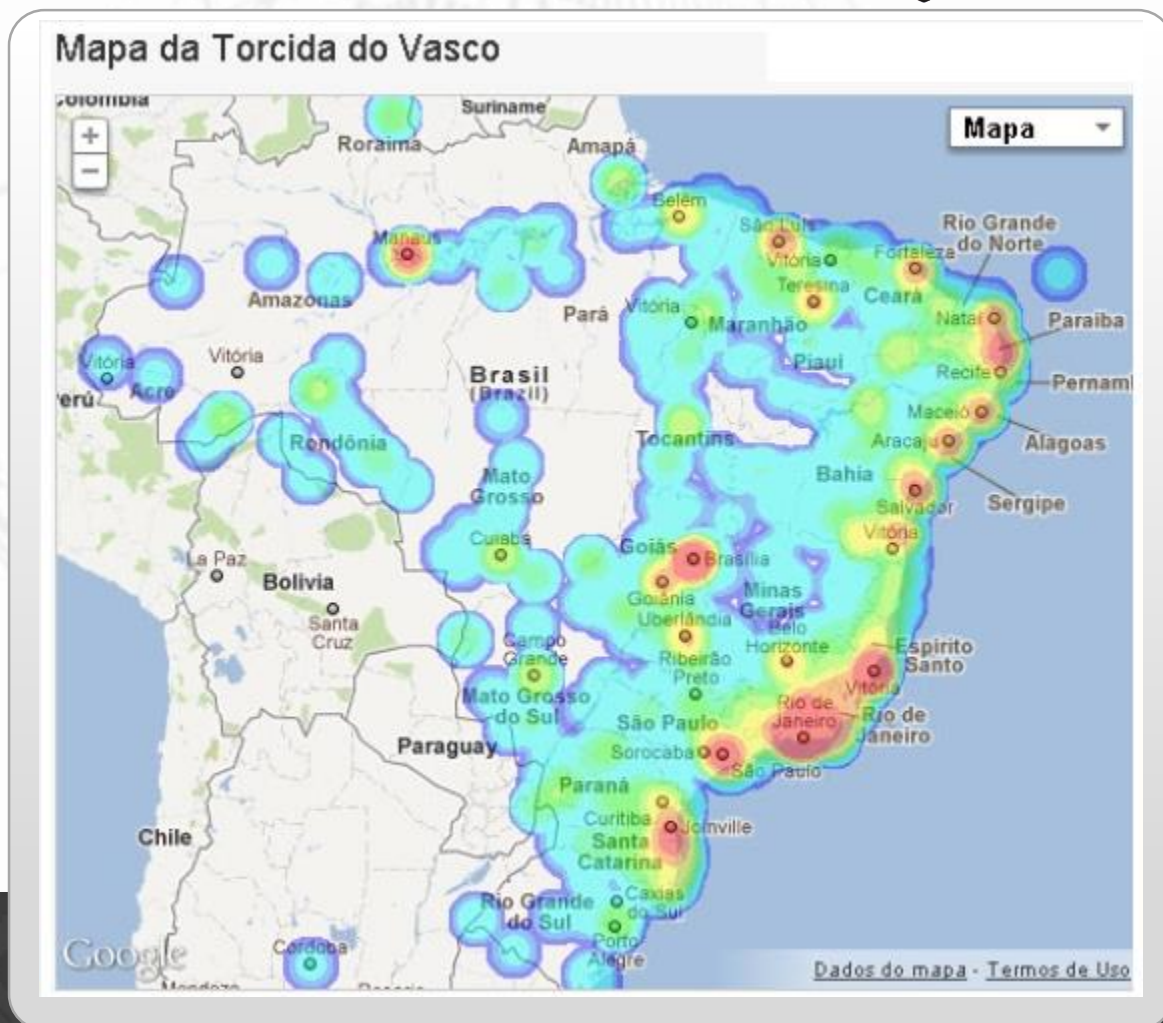 Mapa da Torcida do Vasco
Colombia
Suriname
+
−
Mapa
Roraima
Amapá
Belém
São Luís
Rio Grande
do Norte
Manaus
Vitória
Fortaleza
Teresina
Ceará
Amazonas
Pará
Vitória
Maranhão
Natal
Paraíba
Vitória
Vitória
Piauí
Brasil
(Brazil)
Recife
Acre
Maceió
Rondônia
Tocantins
Aracaju
Alagoas
Bahia
Mato
Grosso
Salvador
Sergipe
Cuiabá
Goiás
Brasília
Vitória
La Paz
Bolivia
Goiânia
Minas
Gerais
Santa
Cruz
Uberlândia
Belo
Horizonte
Espírito
Santo
Campo
Grande
Ribeirão
Preto
Vitória
Mato Grosso
do Sul
Rio de
Janeiro
São Paulo
Rio de
Janeiro
Paraguay
Sorocaba
São Paulo
Paraná
Curitiba
Joinville
Chile
Santa
Catarina
Rio Grande
do Sul
Caxias
do Sul
Porto
Alegre
Google
Córdoba
Dados do mapa - Termos de Uso